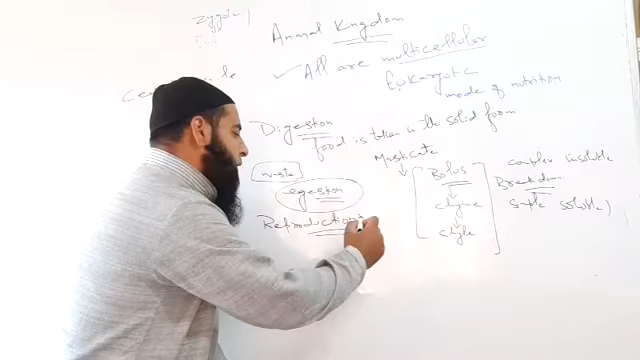 Zygote
Animal Kingdom
✓ All are multicellular
Eukaryotic
mode of nutrition
Digestion
food is taken in the solid form
Masticate
waste
egestion
Reproduction
Bolus
chyme
chyle
complex insoluble
Breakdown
simple soluble)